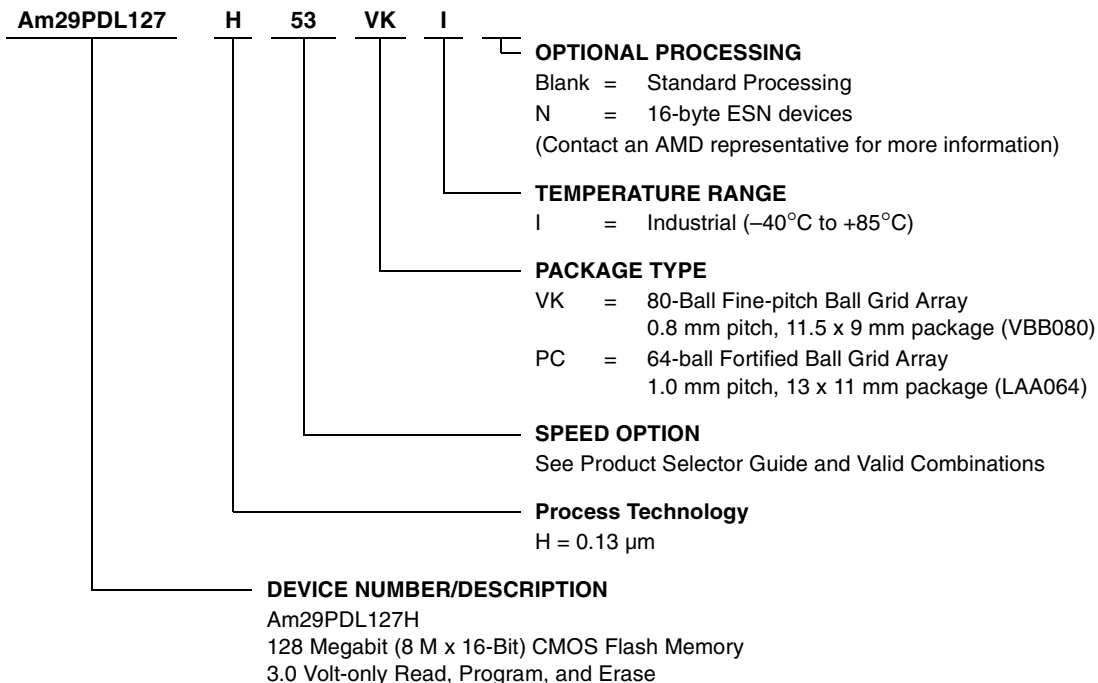 Am29PDL127 H 53 VK I
OPTIONAL PROCESSING
Blank = Standard Processing
N = 16-byte ESN devices
(Contact an AMD representative for more information)
TEMPERATURE RANGE
I = Industrial (–40°C to +85°C)
PACKAGE TYPE
VK = 80-Ball Fine-pitch Ball Grid Array
0.8 mm pitch, 11.5 x 9 mm package (VBB080)
PC = 64-ball Fortified Ball Grid Array
1.0 mm pitch, 13 x 11 mm package (LAA064)
SPEED OPTION
See Product Selector Guide and Valid Combinations
Process Technology
H = 0.13 µm
DEVICE NUMBER/DESCRIPTION
Am29PDL127H
128 Megabit (8 M x 16-Bit) CMOS Flash Memory
3.0 Volt-only Read, Program, and Erase